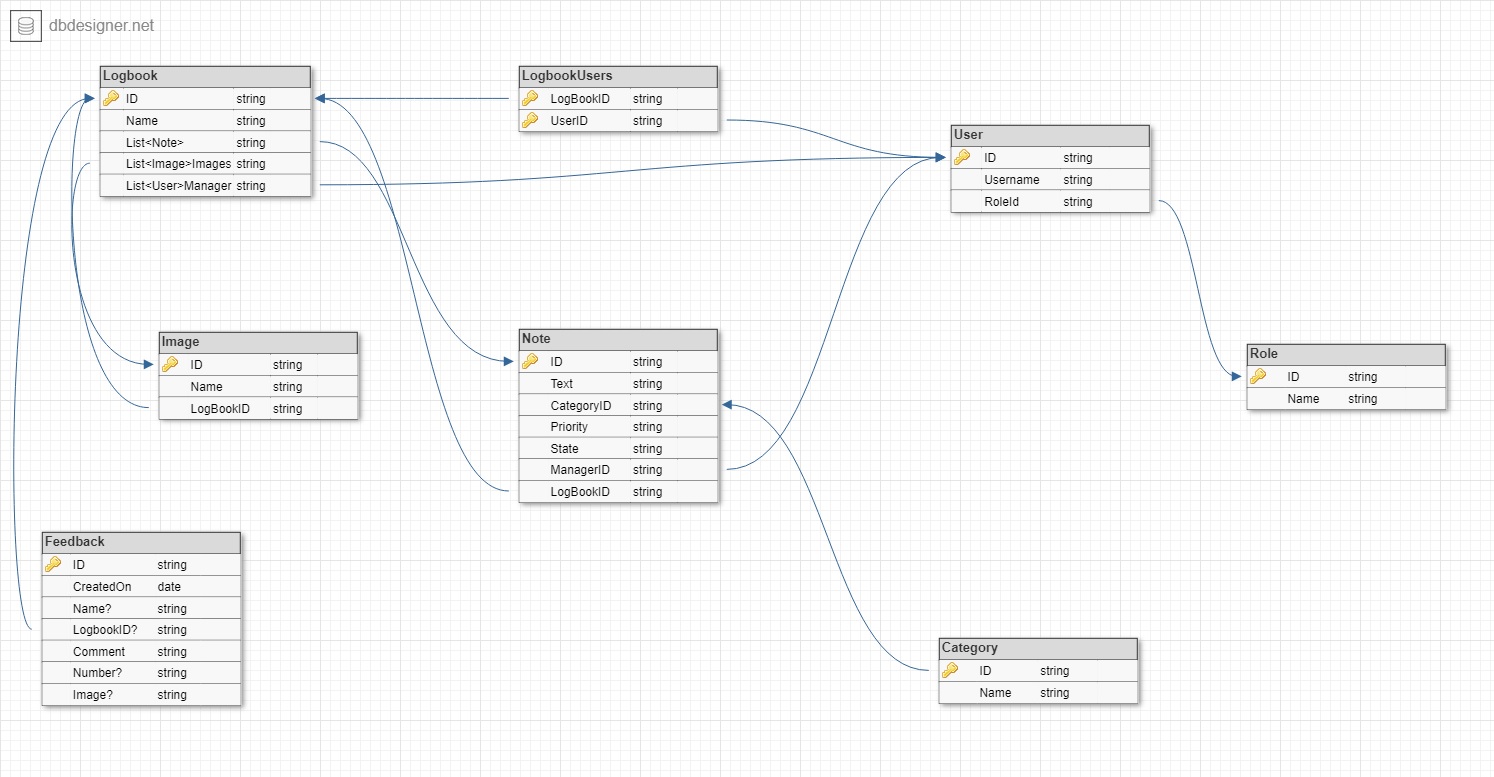 dbdesigner.net
Logbook
ID string
Name string
List<Note> string
List<Image>Images string
List<User>Manager string
LogbookUsers
LogBookID string
UserID string
User
ID string
Username string
RoleId string
Image
ID string
Name string
LogBookID string
Note
ID string
Text string
CategoryID string
Priority string
State string
ManagerID string
LogBookID string
Role
ID string
Name string
Feedback
ID string
CreatedOn date
Name? string
LogbookID? string
Comment string
Number? string
Image? string
Category
ID string
Name string